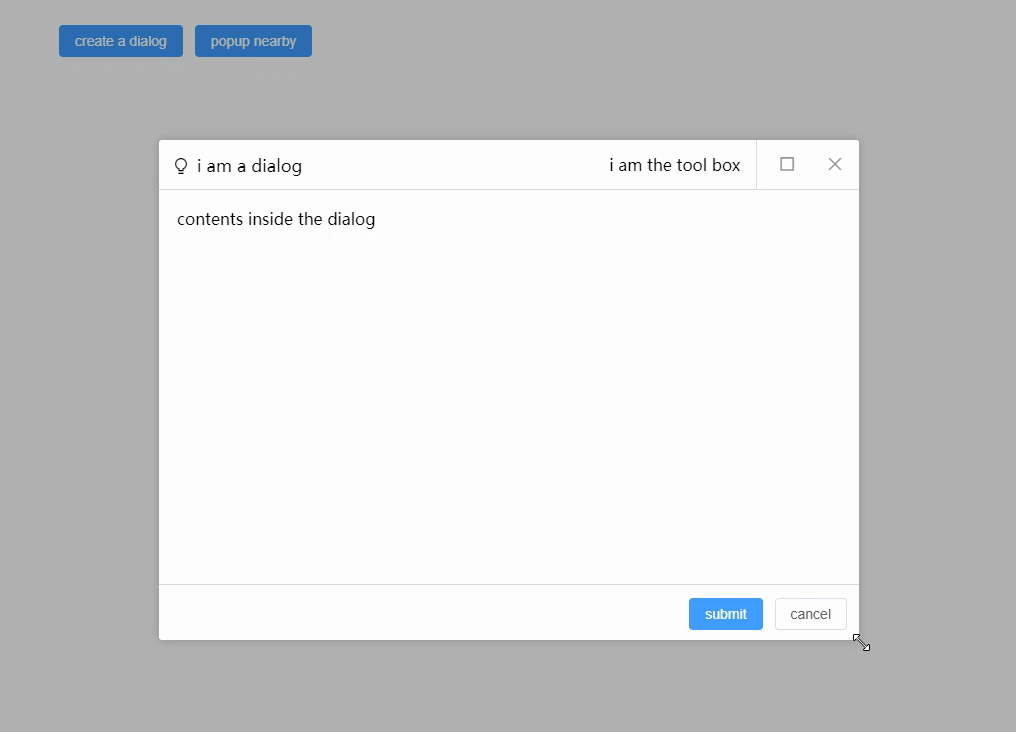 create a dialog popup nearby
i am a dialog i am the tool box
contents inside the dialog
submit cancel